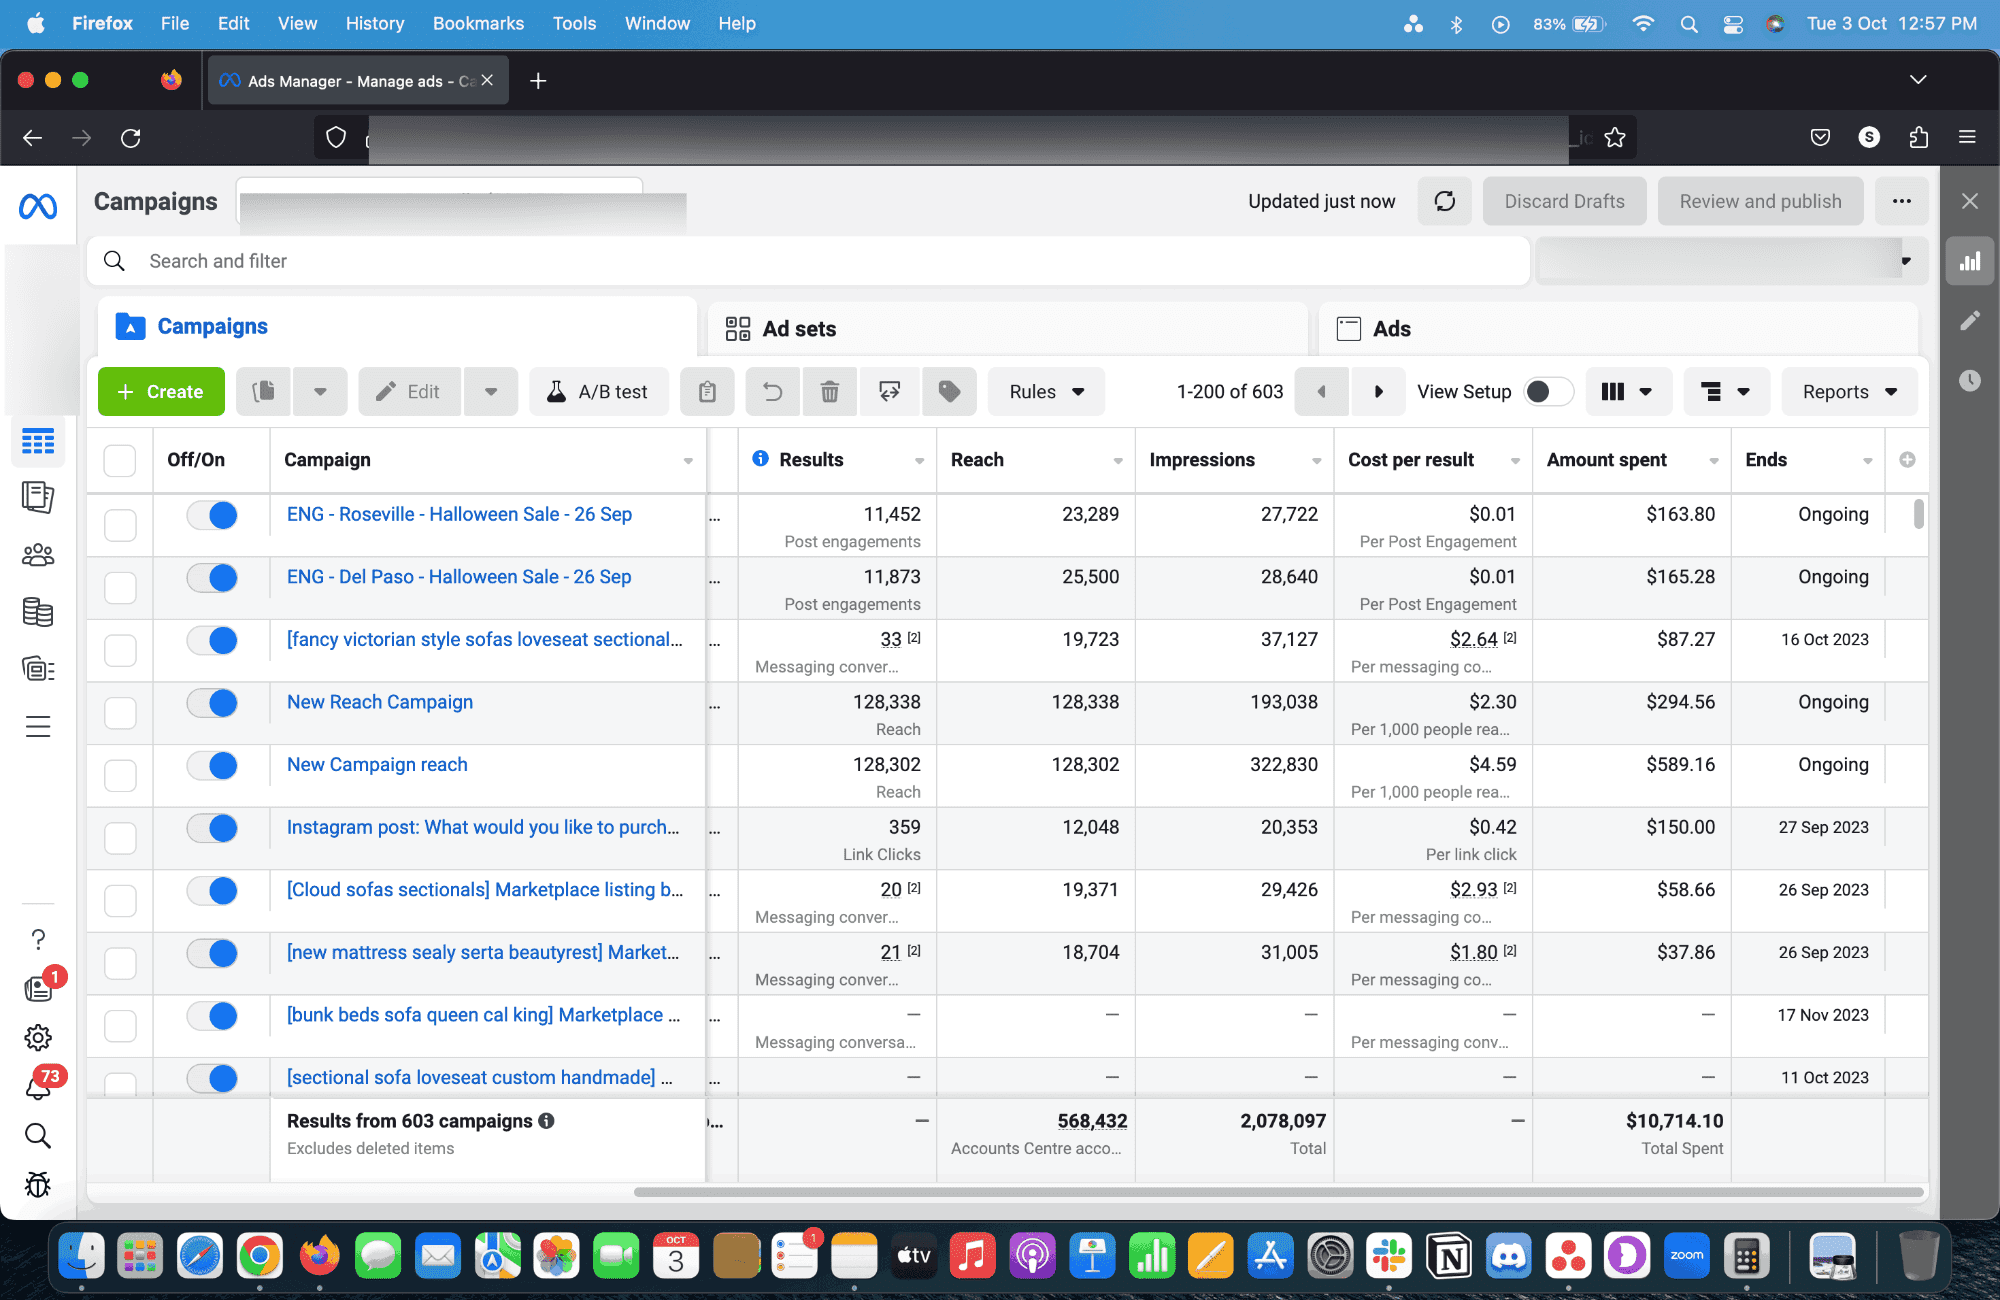 Firefox File Edit View History Bookmarks Tools Window Help 83% Tue 3 Oct 12:57 PM
Ads Manager - Manage ads - Ca
S
Campaigns Updated just now Discard Drafts Review and publish
Search and filter
Campaigns Ad sets Ads
+ Create Edit A/B test Rules 1-200 of 603 View Setup Reports
Off/On Campaign Results Reach Impressions Cost per result Amount spent Ends
ENG - Roseville - Halloween Sale - 26 Sep ... 11,452 23,289 27,722 $0.01 $163.80 Ongoing
Post engagements Per Post Engagement
ENG - Del Paso - Halloween Sale - 26 Sep ... 11,873 25,500 28,640 $0.01 $165.28 Ongoing
Post engagements Per Post Engagement
[fancy victorian style sofas loveseat sectional... ... 33 [2] 19,723 37,127 $2.64 [2] $87.27 16 Oct 2023
Messaging conver... Per messaging co...
New Reach Campaign ... 128,338 128,338 193,038 $2.30 $294.56 Ongoing
Reach Per 1,000 people rea...
New Campaign reach ... 128,302 128,302 322,830 $4.59 $589.16 Ongoing
Reach Per 1,000 people rea...
Instagram post: What would you like to purch... ... 359 12,048 20,353 $0.42 $150.00 27 Sep 2023
Link Clicks Per link click
[Cloud sofas sectionals] Marketplace listing b... ... 20 [2] 19,371 29,426 $2.93 [2] $58.66 26 Sep 2023
Messaging conver... Per messaging co...
[new mattress sealy serta beautyrest] Market... ... 21 [2] 18,704 31,005 $1.80 [2] $37.86 26 Sep 2023
Messaging conver... Per messaging co...
[bunk beds sofa queen cal king] Marketplace ... ... — — — — — 17 Nov 2023
Messaging conversa... Per messaging conv...
[sectional sofa loveseat custom handmade] ... ... — — — — — 11 Oct 2023
Results from 603 campaigns ... — 568,432 2,078,097 — $10,714.10
Excludes deleted items Accounts Centre acco... Total Total Spent
1
73
OCT
3
1
tv
zoom